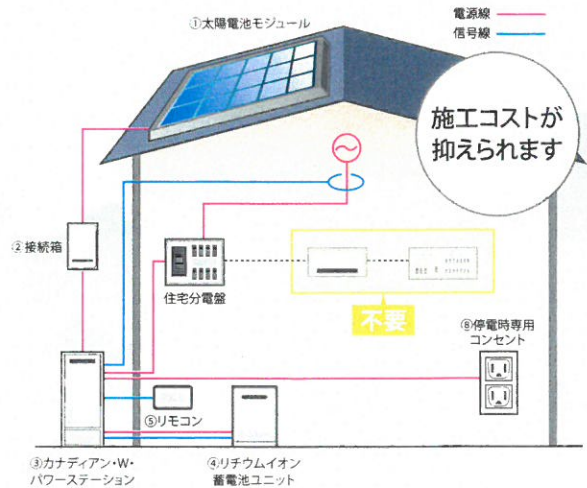 ①太陽電池モジュール
電源線
信号線
施工コストが
抑えられます
②接続箱
住宅分電盤
不要
⑥停電時専用
コンセント
⑤リモコン
③カナディアン・W・
パワーステーション
④リチウムイオン
蓄電池ユニット